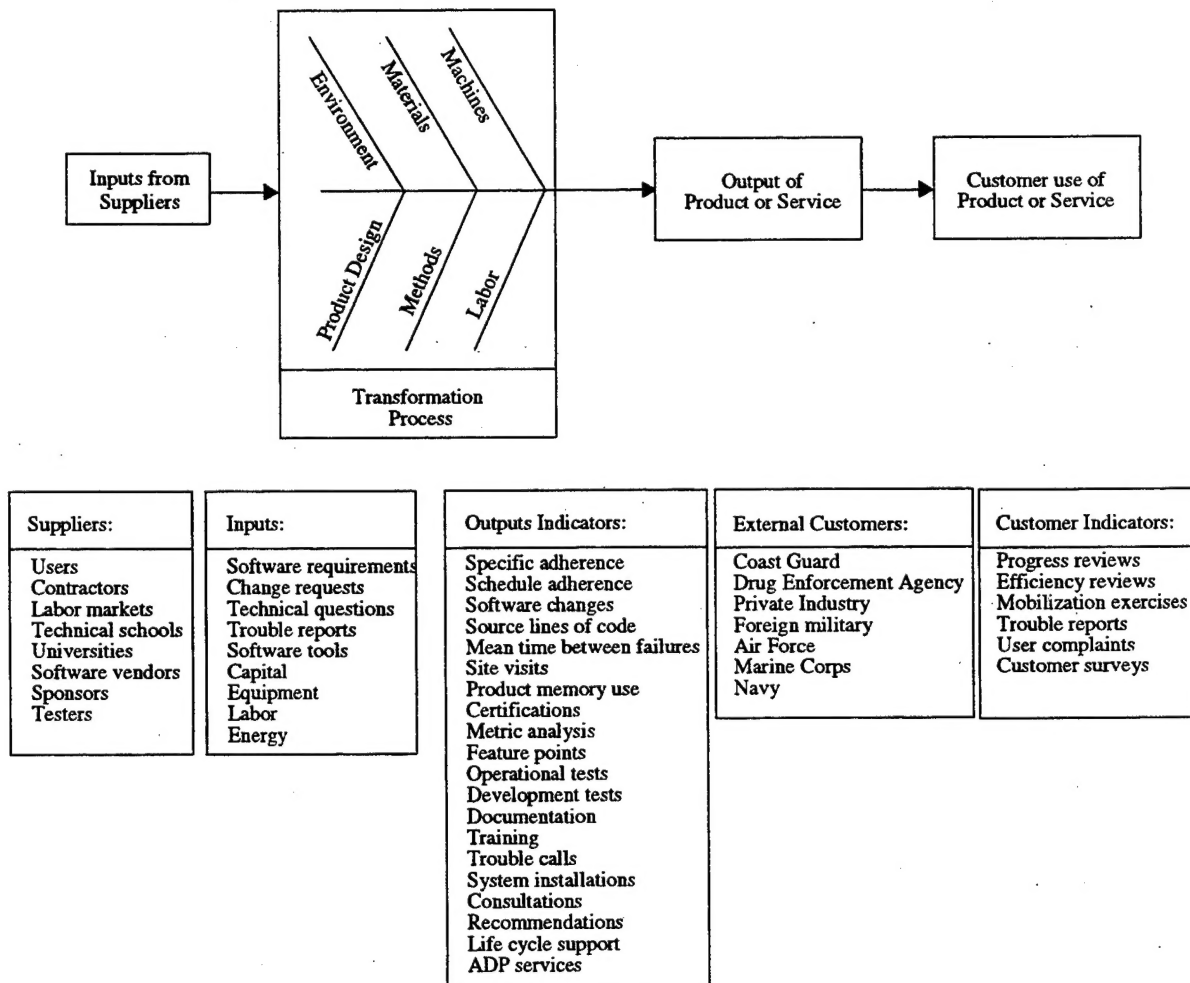 Environment
Materials
Machines
Inputs from
Suppliers
Output of
Product or Service
Customer use of
Product or Service
Product Design
Methods
Labor
Transformation
Process
Suppliers:
Users
Contractors
Labor markets
Technical schools
Universities
Software vendors
Sponsors
Testers
Inputs:
Software requirements
Change requests
Technical questions
Trouble reports
Software tools
Capital
Equipment
Labor
Energy
Outputs Indicators:
Specific adherence
Schedule adherence
Software changes
Source lines of code
Mean time between failures
Site visits
Product memory use
Certifications
Metric analysis
Feature points
Operational tests
Development tests
Documentation
Training
Trouble calls
System installations
Consultations
Recommendations
Life cycle support
ADP services
External Customers:
Coast Guard
Drug Enforcement Agency
Private Industry
Foreign military
Air Force
Marine Corps
Navy
Customer Indicators:
Progress reviews
Efficiency reviews
Mobilization exercises
Trouble reports
User complaints
Customer surveys